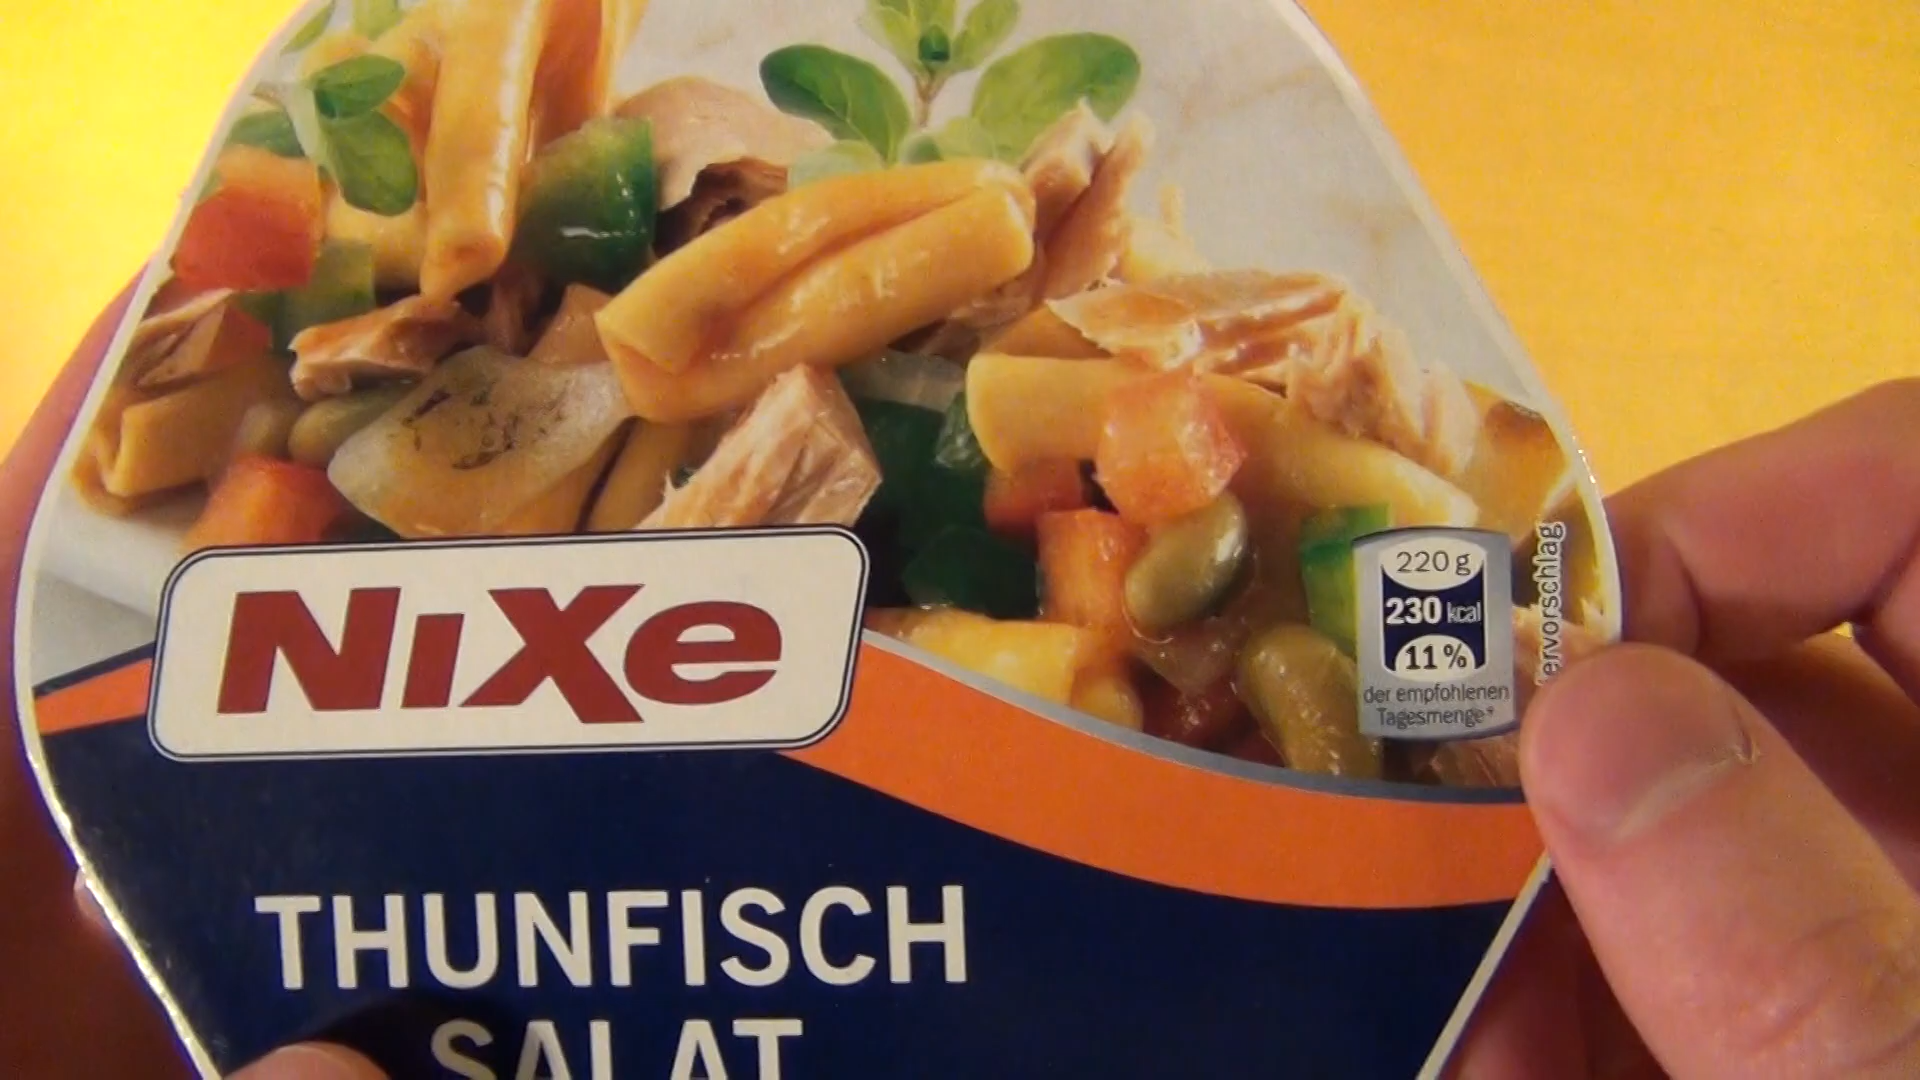 220 g
230 kcal
11%
der empfohlenen
Tagesmenge*
NiXe
THUNFISCH
SALAT